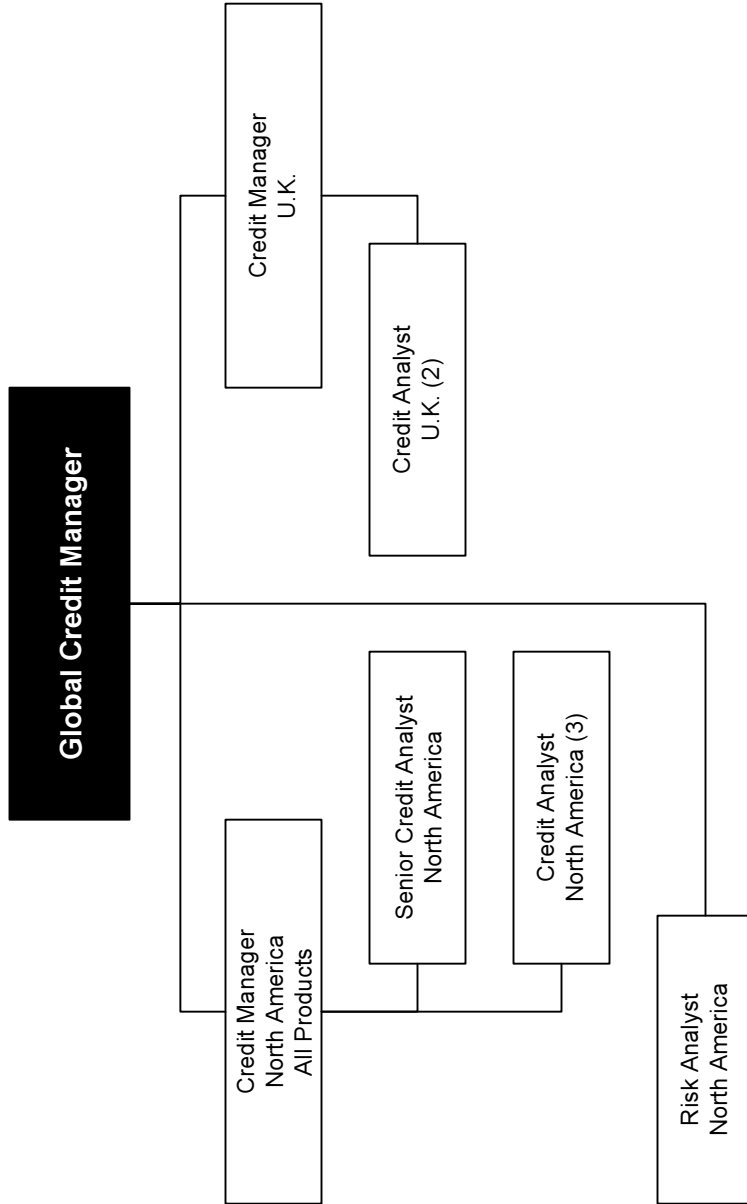 Global Credit Manager
Credit Manager
North America
All Products
Senior Credit Analyst
North America
Credit Analyst
North America (3)
Risk Analyst
North America
Credit Manager
U.K.
Credit Analyst
U.K. (2)